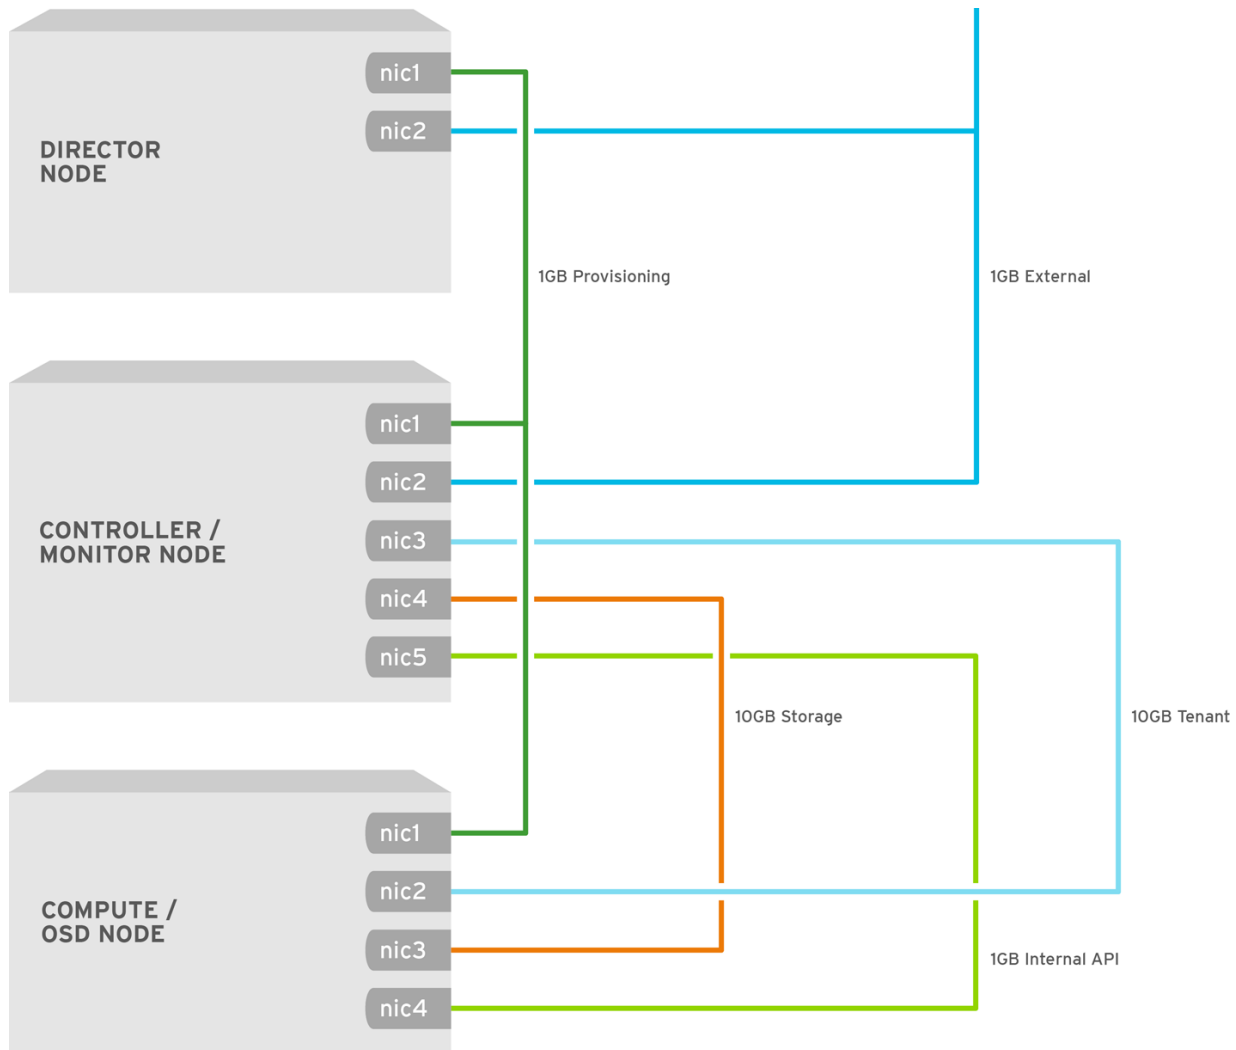 nic1
nic2
DIRECTOR
NODE
1GB Provisioning
1GB External
nic1
nic2
nic3
nic4
nic5
CONTROLLER /
MONITOR NODE
10GB Storage
10GB Tenant
nic1
nic2
nic3
nic4
COMPUTE /
OSD NODE
1GB Internal API